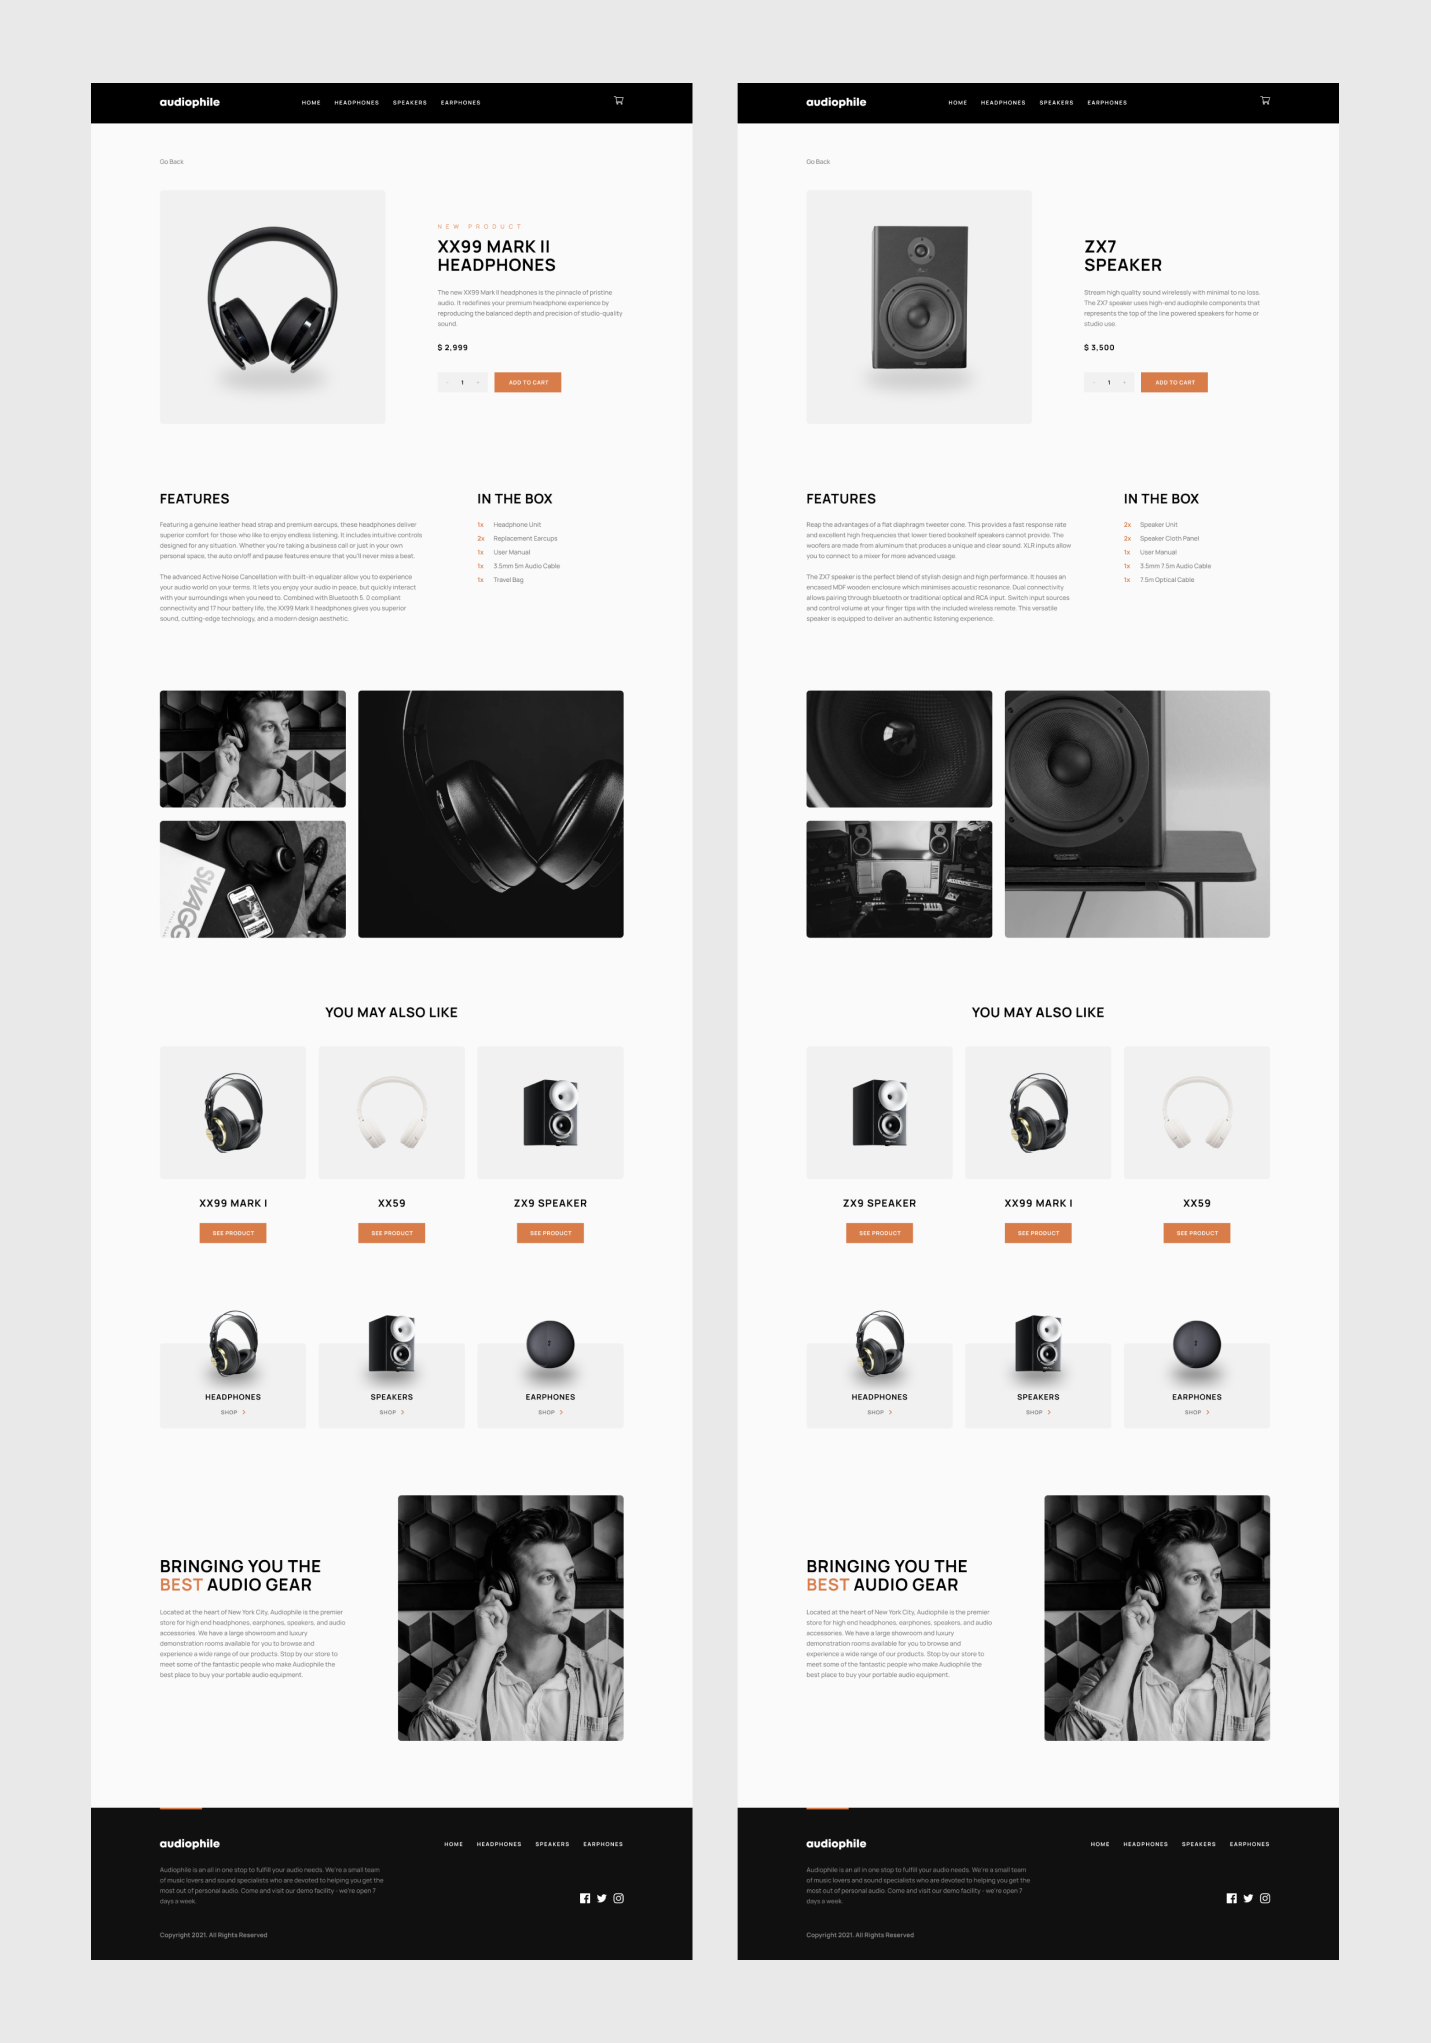 audiophile
HOME HEADPHONES SPEAKERS EARPHONES
Go Back
NEW PRODUCT
XX99 MARK II
HEADPHONES
The new XX99 Mark II headphones is the pinnacle of pristine
audio. It redefines your premium headphone experience by
reproducing the balanced depth and precision of studio-quality
sound.
$ 2,999
- 1 +
ADD TO CART
FEATURES
Featuring a genuine leather head strap and premium earcups, these headphones deliver
superior comfort for those who like to enjoy endless listening. It includes intuitive controls
designed for any situation. Whether you're taking a business call or just in your own
personal space, the auto on/off and pause features ensure that you'll never miss a beat.
The advanced Active Noise Cancellation with built-in equalizer allow you to experience
your audio world on your terms. It lets you enjoy your audio in peace, but quickly interact
with your surroundings when you need to. Combined with Bluetooth 5. 0 compliant
connectivity and 17 hour battery life, the XX99 Mark II headphones gives you superior
sound, cutting-edge technology, and a modern design aesthetic.
IN THE BOX
1x Headphone Unit
2x Replacement Earcups
1x User Manual
1x 3.5mm 5m Audio Cable
1x Travel Bag
SWAGG
YOU MAY ALSO LIKE
XX99 MARK I
SEE PRODUCT
XX59
SEE PRODUCT
ZX9 SPEAKER
SEE PRODUCT
HEADPHONES
SHOP
SPEAKERS
SHOP
EARPHONES
SHOP
BRINGING YOU THE
BEST AUDIO GEAR
Located at the heart of New York City, Audiophile is the premier
store for high end headphones, earphones, speakers, and audio
accessories. We have a large showroom and luxury
demonstration rooms available for you to browse and
experience a wide range of our products. Stop by our store to
meet some of the fantastic people who make Audiophile the
best place to buy your portable audio equipment.
audiophile
HOME HEADPHONES SPEAKERS EARPHONES
Audiophile is an all in one stop to fulfill your audio needs. We're a small team
of music lovers and sound specialists who are devoted to helping you get the
most out of personal audio. Come and visit our demo facility - we're open 7
days a week.
Copyright 2021. All Rights Reserved
audiophile
HOME HEADPHONES SPEAKERS EARPHONES
Go Back
ZX7
SPEAKER
Stream high quality sound wirelessly with minimal to no loss.
The ZX7 speaker uses high-end audiophile components that
represents the top of the line powered speakers for home or
studio use.
$ 3,500
- 1 +
ADD TO CART
FEATURES
Reap the advantages of a flat diaphragm tweeter cone. This provides a fast response rate
and excellent high frequencies that lower tiered bookshelf speakers cannot provide. The
woofers are made from aluminum that produces a unique and clear sound. XLR inputs allow
you to connect to a mixer for more advanced usage.
The ZX7 speaker is the perfect blend of stylish design and high performance. It houses an
encased MDF wooden enclosure which minimises acoustic resonance. Dual connectivity
allows pairing through bluetooth or traditional optical and RCA input. Switch input sources
and control volume at your finger tips with the included wireless remote. This versatile
speaker is equipped to deliver an authentic listening experience.
IN THE BOX
2x Speaker Unit
2x Speaker Cloth Panel
1x User Manual
1x 3.5mm 7.5m Audio Cable
1x 7.5m Optical Cable
YOU MAY ALSO LIKE
ZX9 SPEAKER
SEE PRODUCT
XX99 MARK I
SEE PRODUCT
XX59
SEE PRODUCT
HEADPHONES
SHOP
SPEAKERS
SHOP
EARPHONES
SHOP
BRINGING YOU THE
BEST AUDIO GEAR
Located at the heart of New York City, Audiophile is the premier
store for high end headphones, earphones, speakers, and audio
accessories. We have a large showroom and luxury
demonstration rooms available for you to browse and
experience a wide range of our products. Stop by our store to
meet some of the fantastic people who make Audiophile the
best place to buy your portable audio equipment.
audiophile
HOME HEADPHONES SPEAKERS EARPHONES
Audiophile is an all in one stop to fulfill your audio needs. We're a small team
of music lovers and sound specialists who are devoted to helping you get the
most out of personal audio. Come and visit our demo facility - we're open 7
days a week.
Copyright 2021. All Rights Reserved